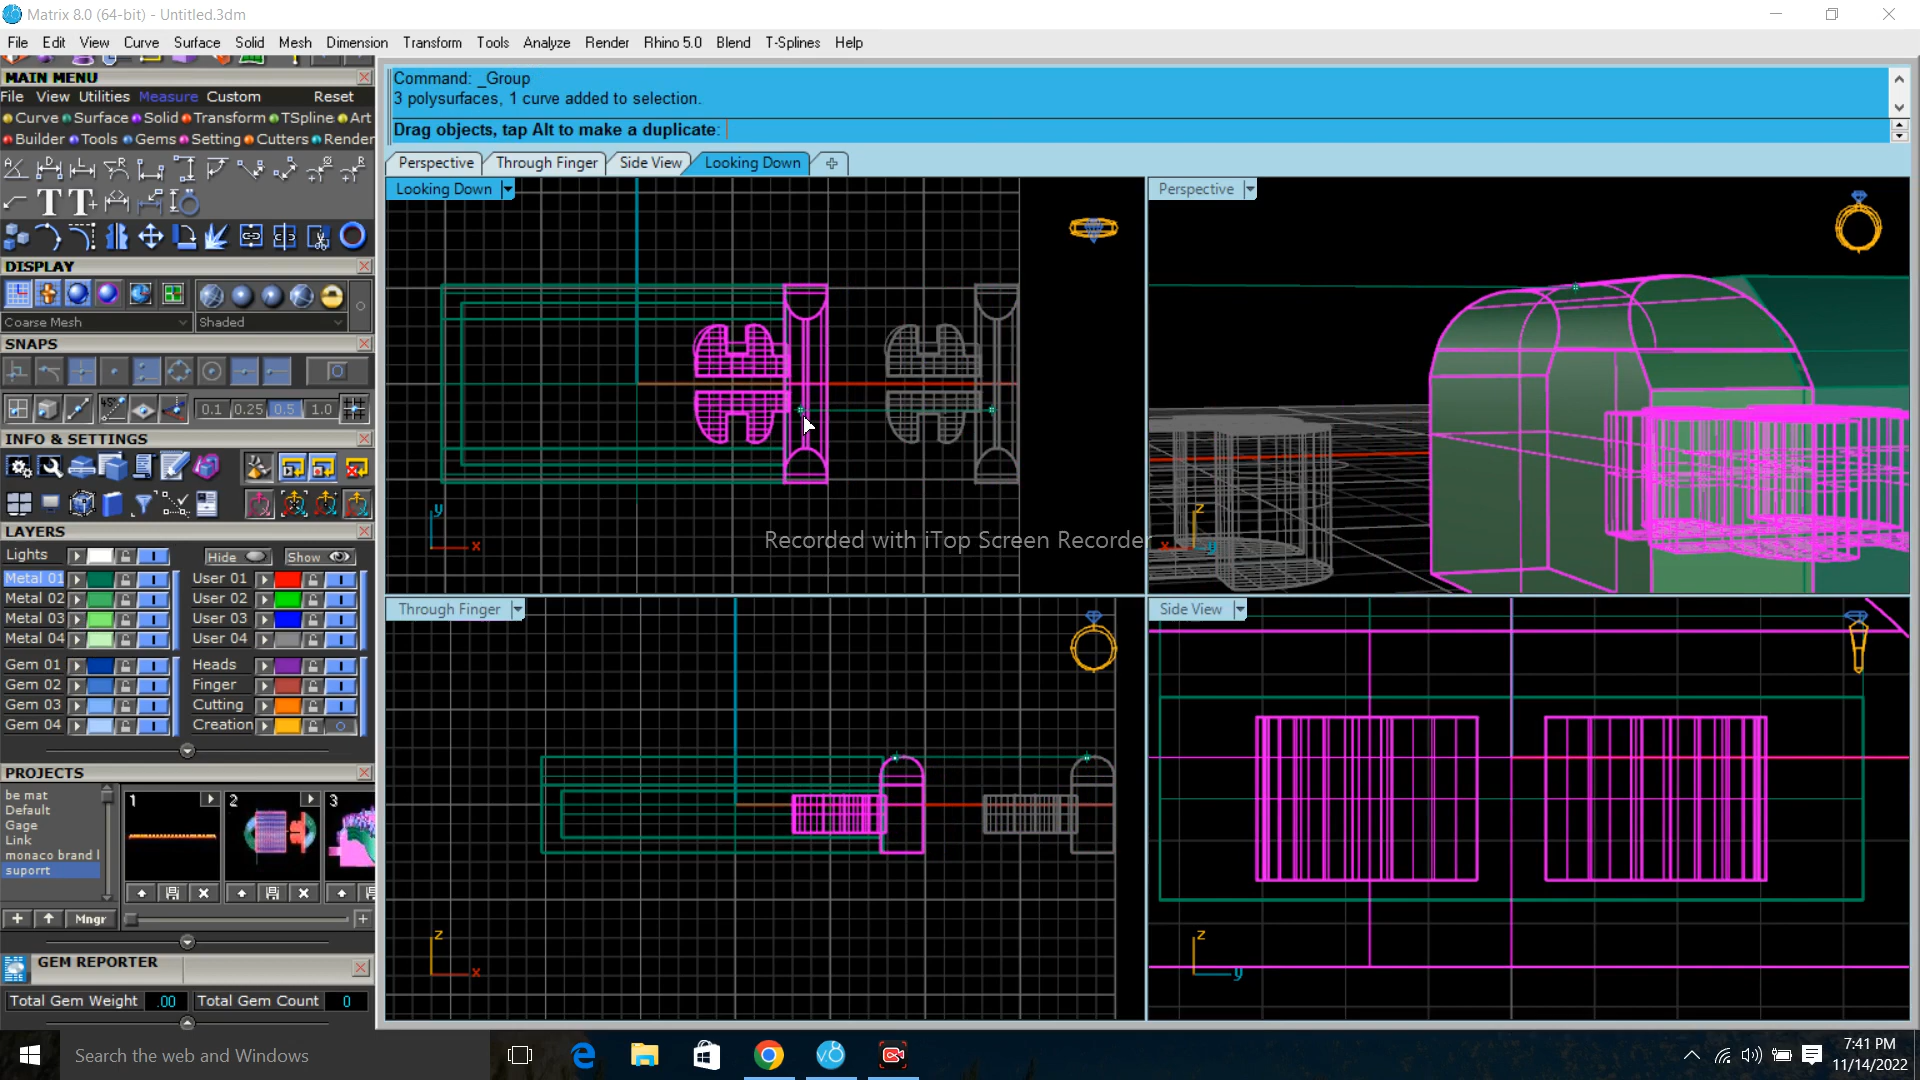 Matrix 8.0 (64-bit) - Untitled.3dm
File Edit View Curve Surface Solid Mesh Dimension Transform Tools Analyze Render Rhino 5.0 Blend T-Splines Help
MAIN MENU
File View Utilities Measure Custom Reset
Curve Surface Solid Transform TSpline Art
Builder Tools Gems Setting Cutters Render
Command: _Group
3 polysurfaces, 1 curve added to selection.
Drag objects, tap Alt to make a duplicate:
Perspective Through Finger Side View Looking Down
Looking Down
Perspective
DISPLAY
Coarse Mesh Shaded
SNAPS
0.1 0.25 0.5 1.0
INFO & SETTINGS
LAYERS
Lights Hide Show
Metal 01 User 01
Metal 02 User 02
Metal 03 User 03
Metal 04 User 04
Gem 01 Heads
Gem 02 Finger
Gem 03 Cutting
Gem 04 Creation
y
x
z
x
y
Recorded with iTop Screen Recorder
Through Finger
Side View
z
x
z
y
PROJECTS
be mat
Default
Gage
Link
monaco brand l
suporrt
1 2 3
Mngr
GEM REPORTER
Total Gem Weight .00 Total Gem Count 0
Search the web and Windows
7:41 PM
11/14/2022